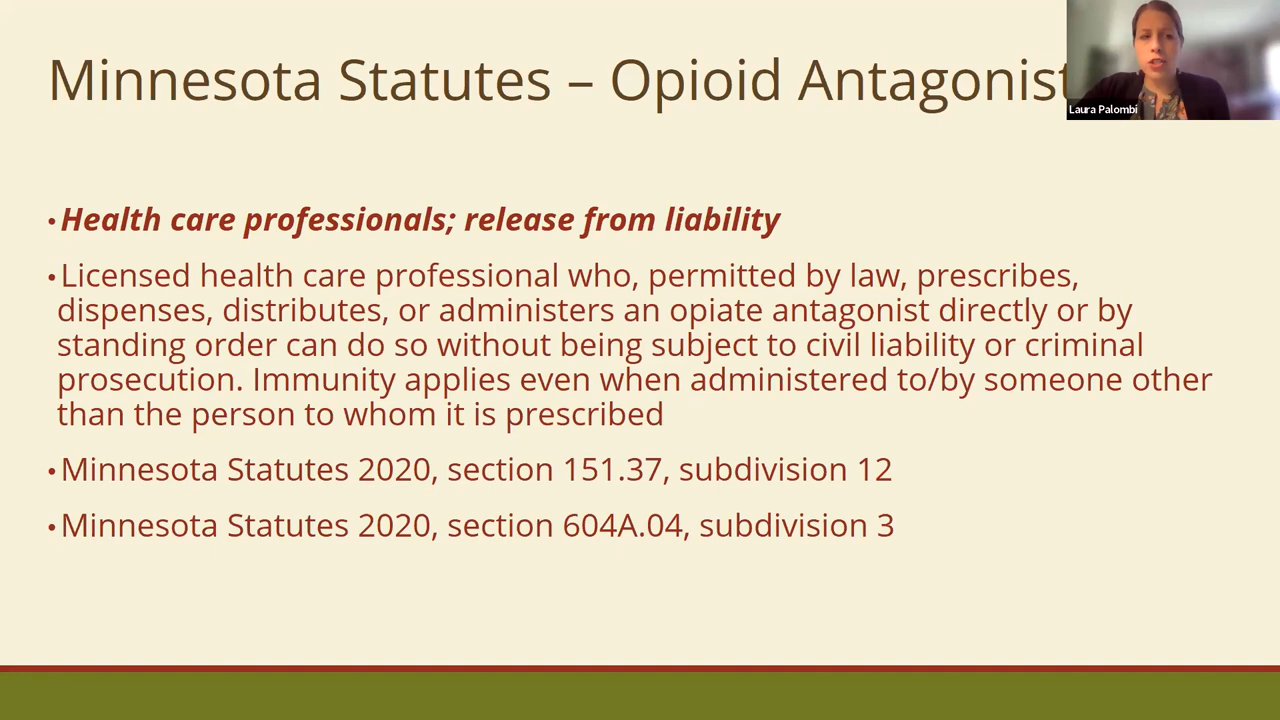 Minnesota Statutes – Opioid Antagonist
Laura Palombi
•Health care professionals; release from liability
•Licensed health care professional who, permitted by law, prescribes,
dispenses, distributes, or administers an opiate antagonist directly or by
standing order can do so without being subject to civil liability or criminal
prosecution. Immunity applies even when administered to/by someone other
than the person to whom it is prescribed
•Minnesota Statutes 2020, section 151.37, subdivision 12
•Minnesota Statutes 2020, section 604A.04, subdivision 3